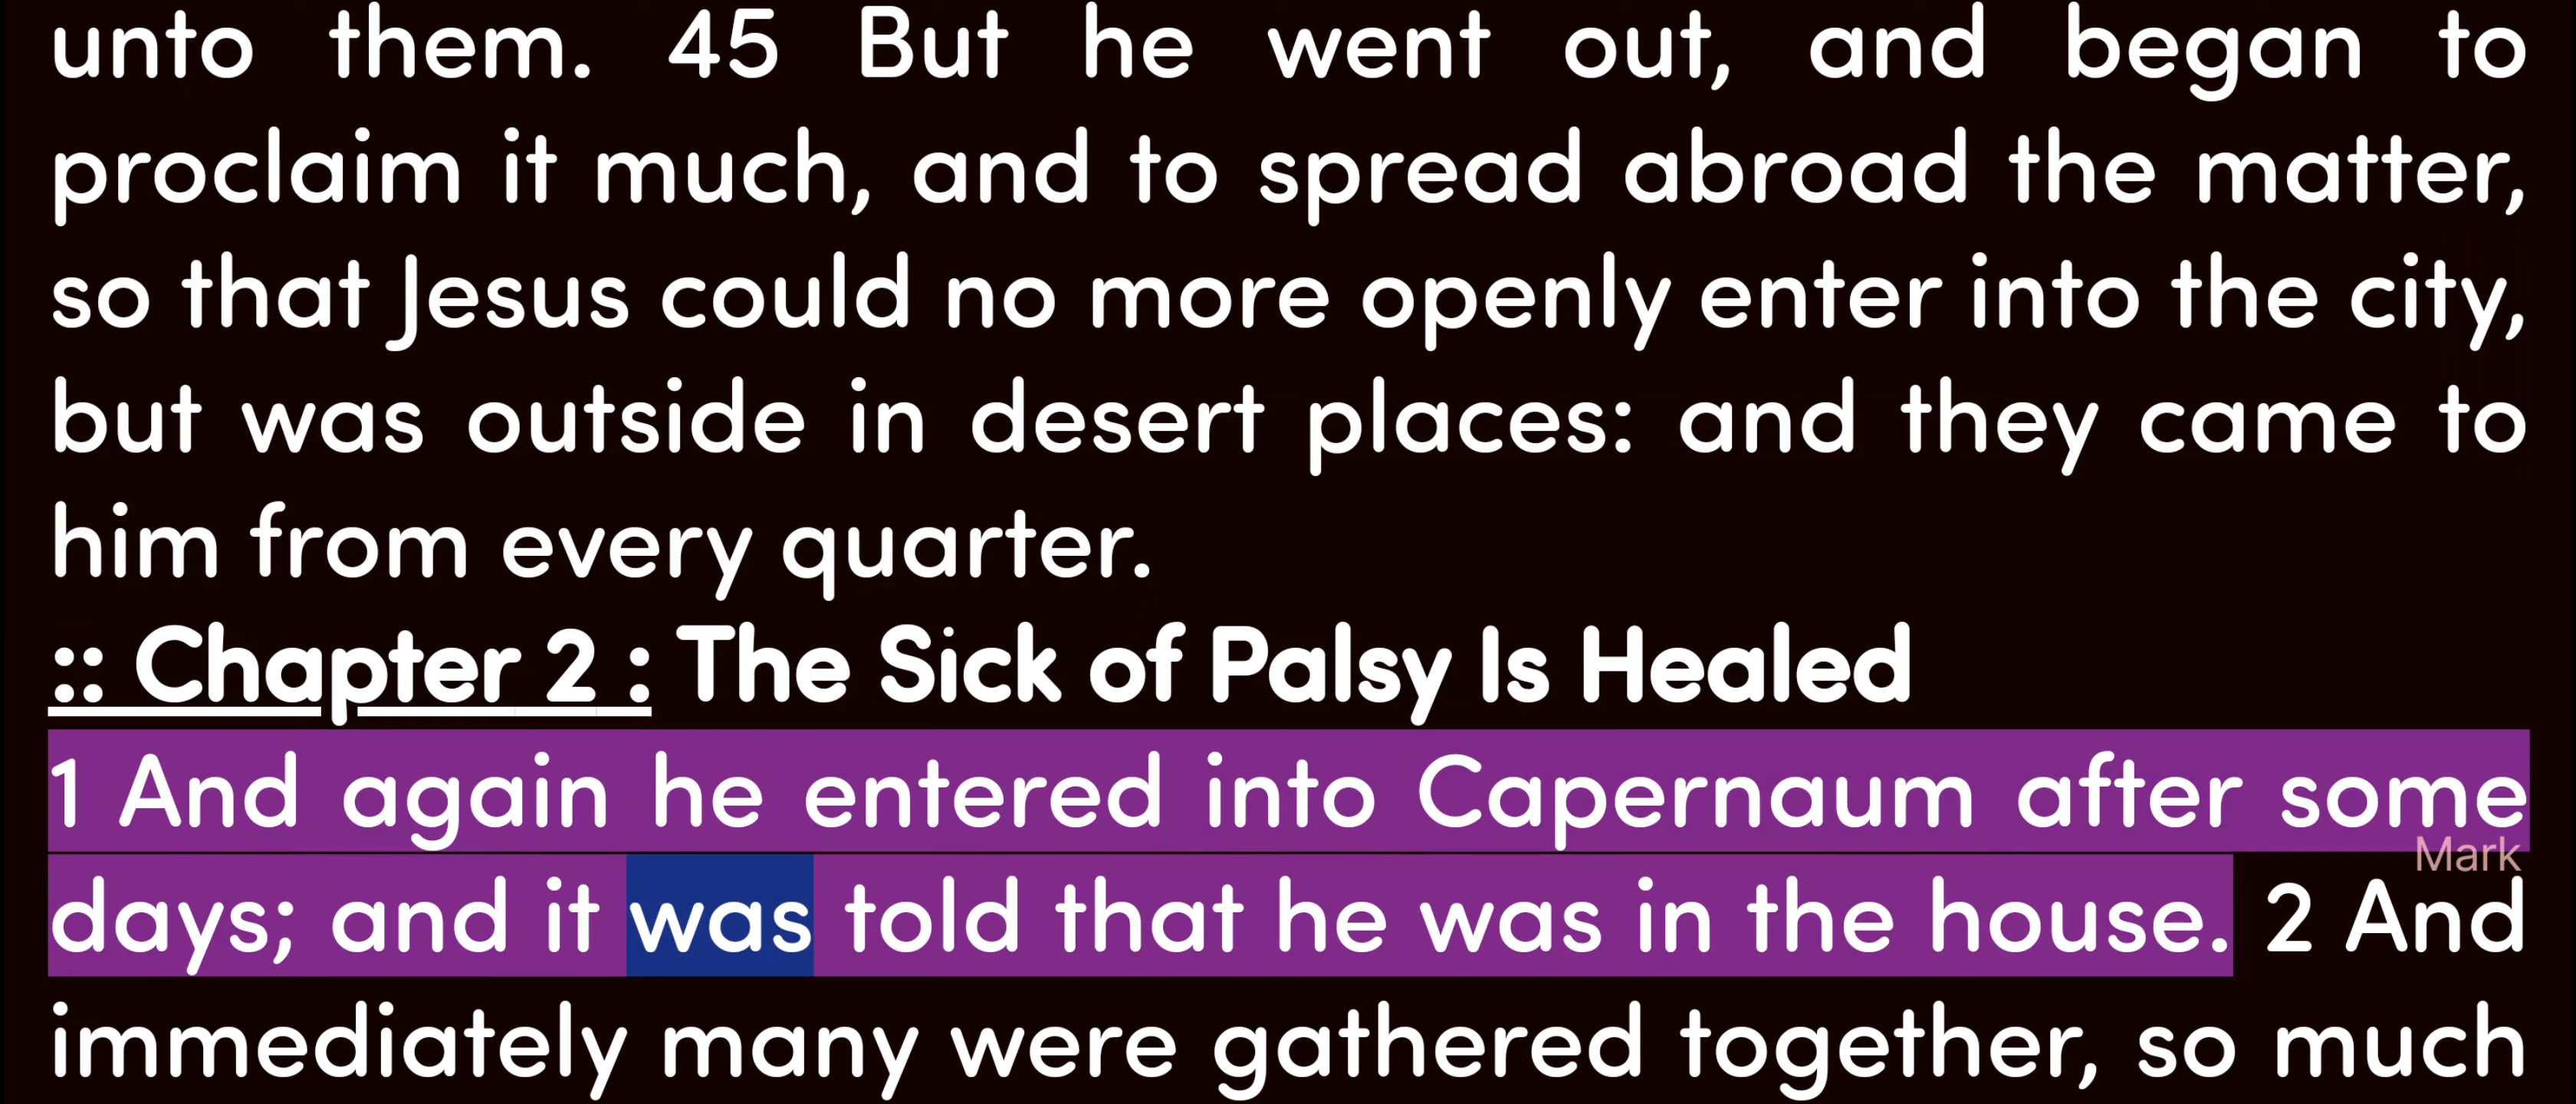 unto them. 45 But he went out, and began to
proclaim it much, and to spread abroad the matter,
so that Jesus could no more openly enter into the city,
but was outside in desert places: and they came to
him from every quarter.
:: Chapter 2 : The Sick of Palsy Is Healed
1 And again he entered into Capernaum after some
Mark
days; and it was told that he was in the house. 2 And
immediately many were gathered together, so much